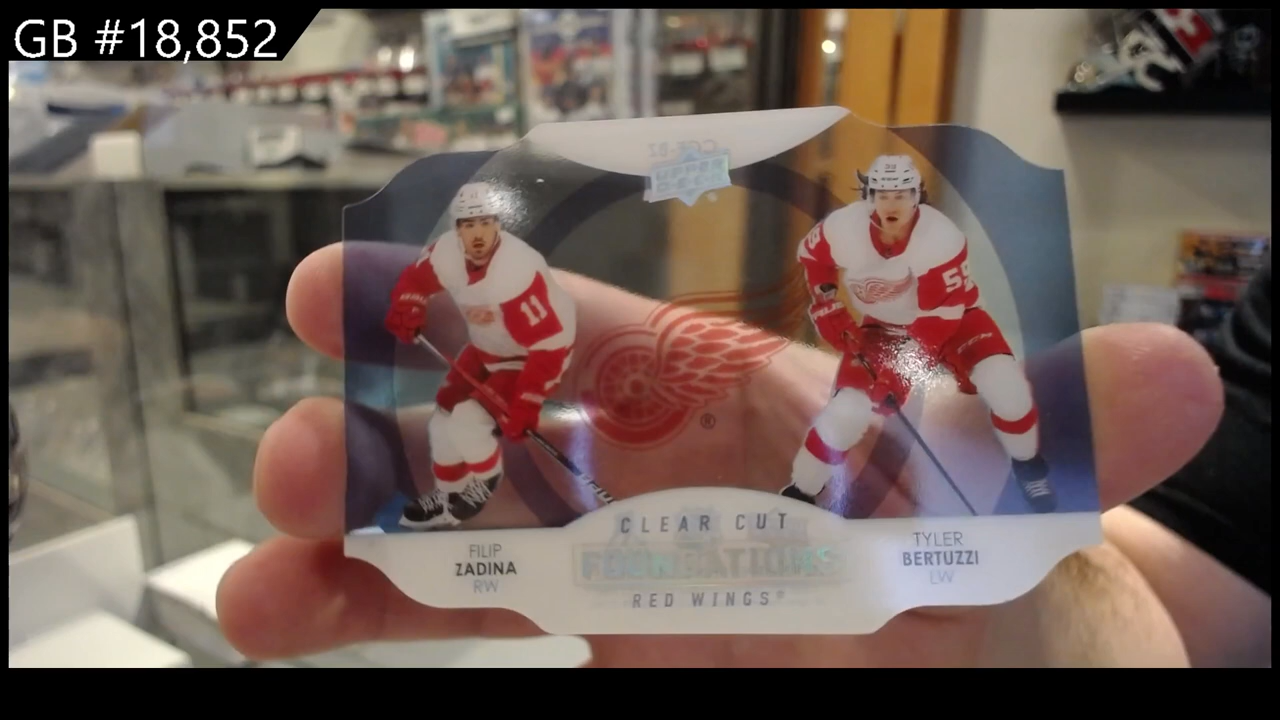 GB #18,852
11
59
CLEAR CUT
FOUNDATIONS
RED WINGS®
FILIP
ZADINA
RW
TYLER
BERTUZZI
LW